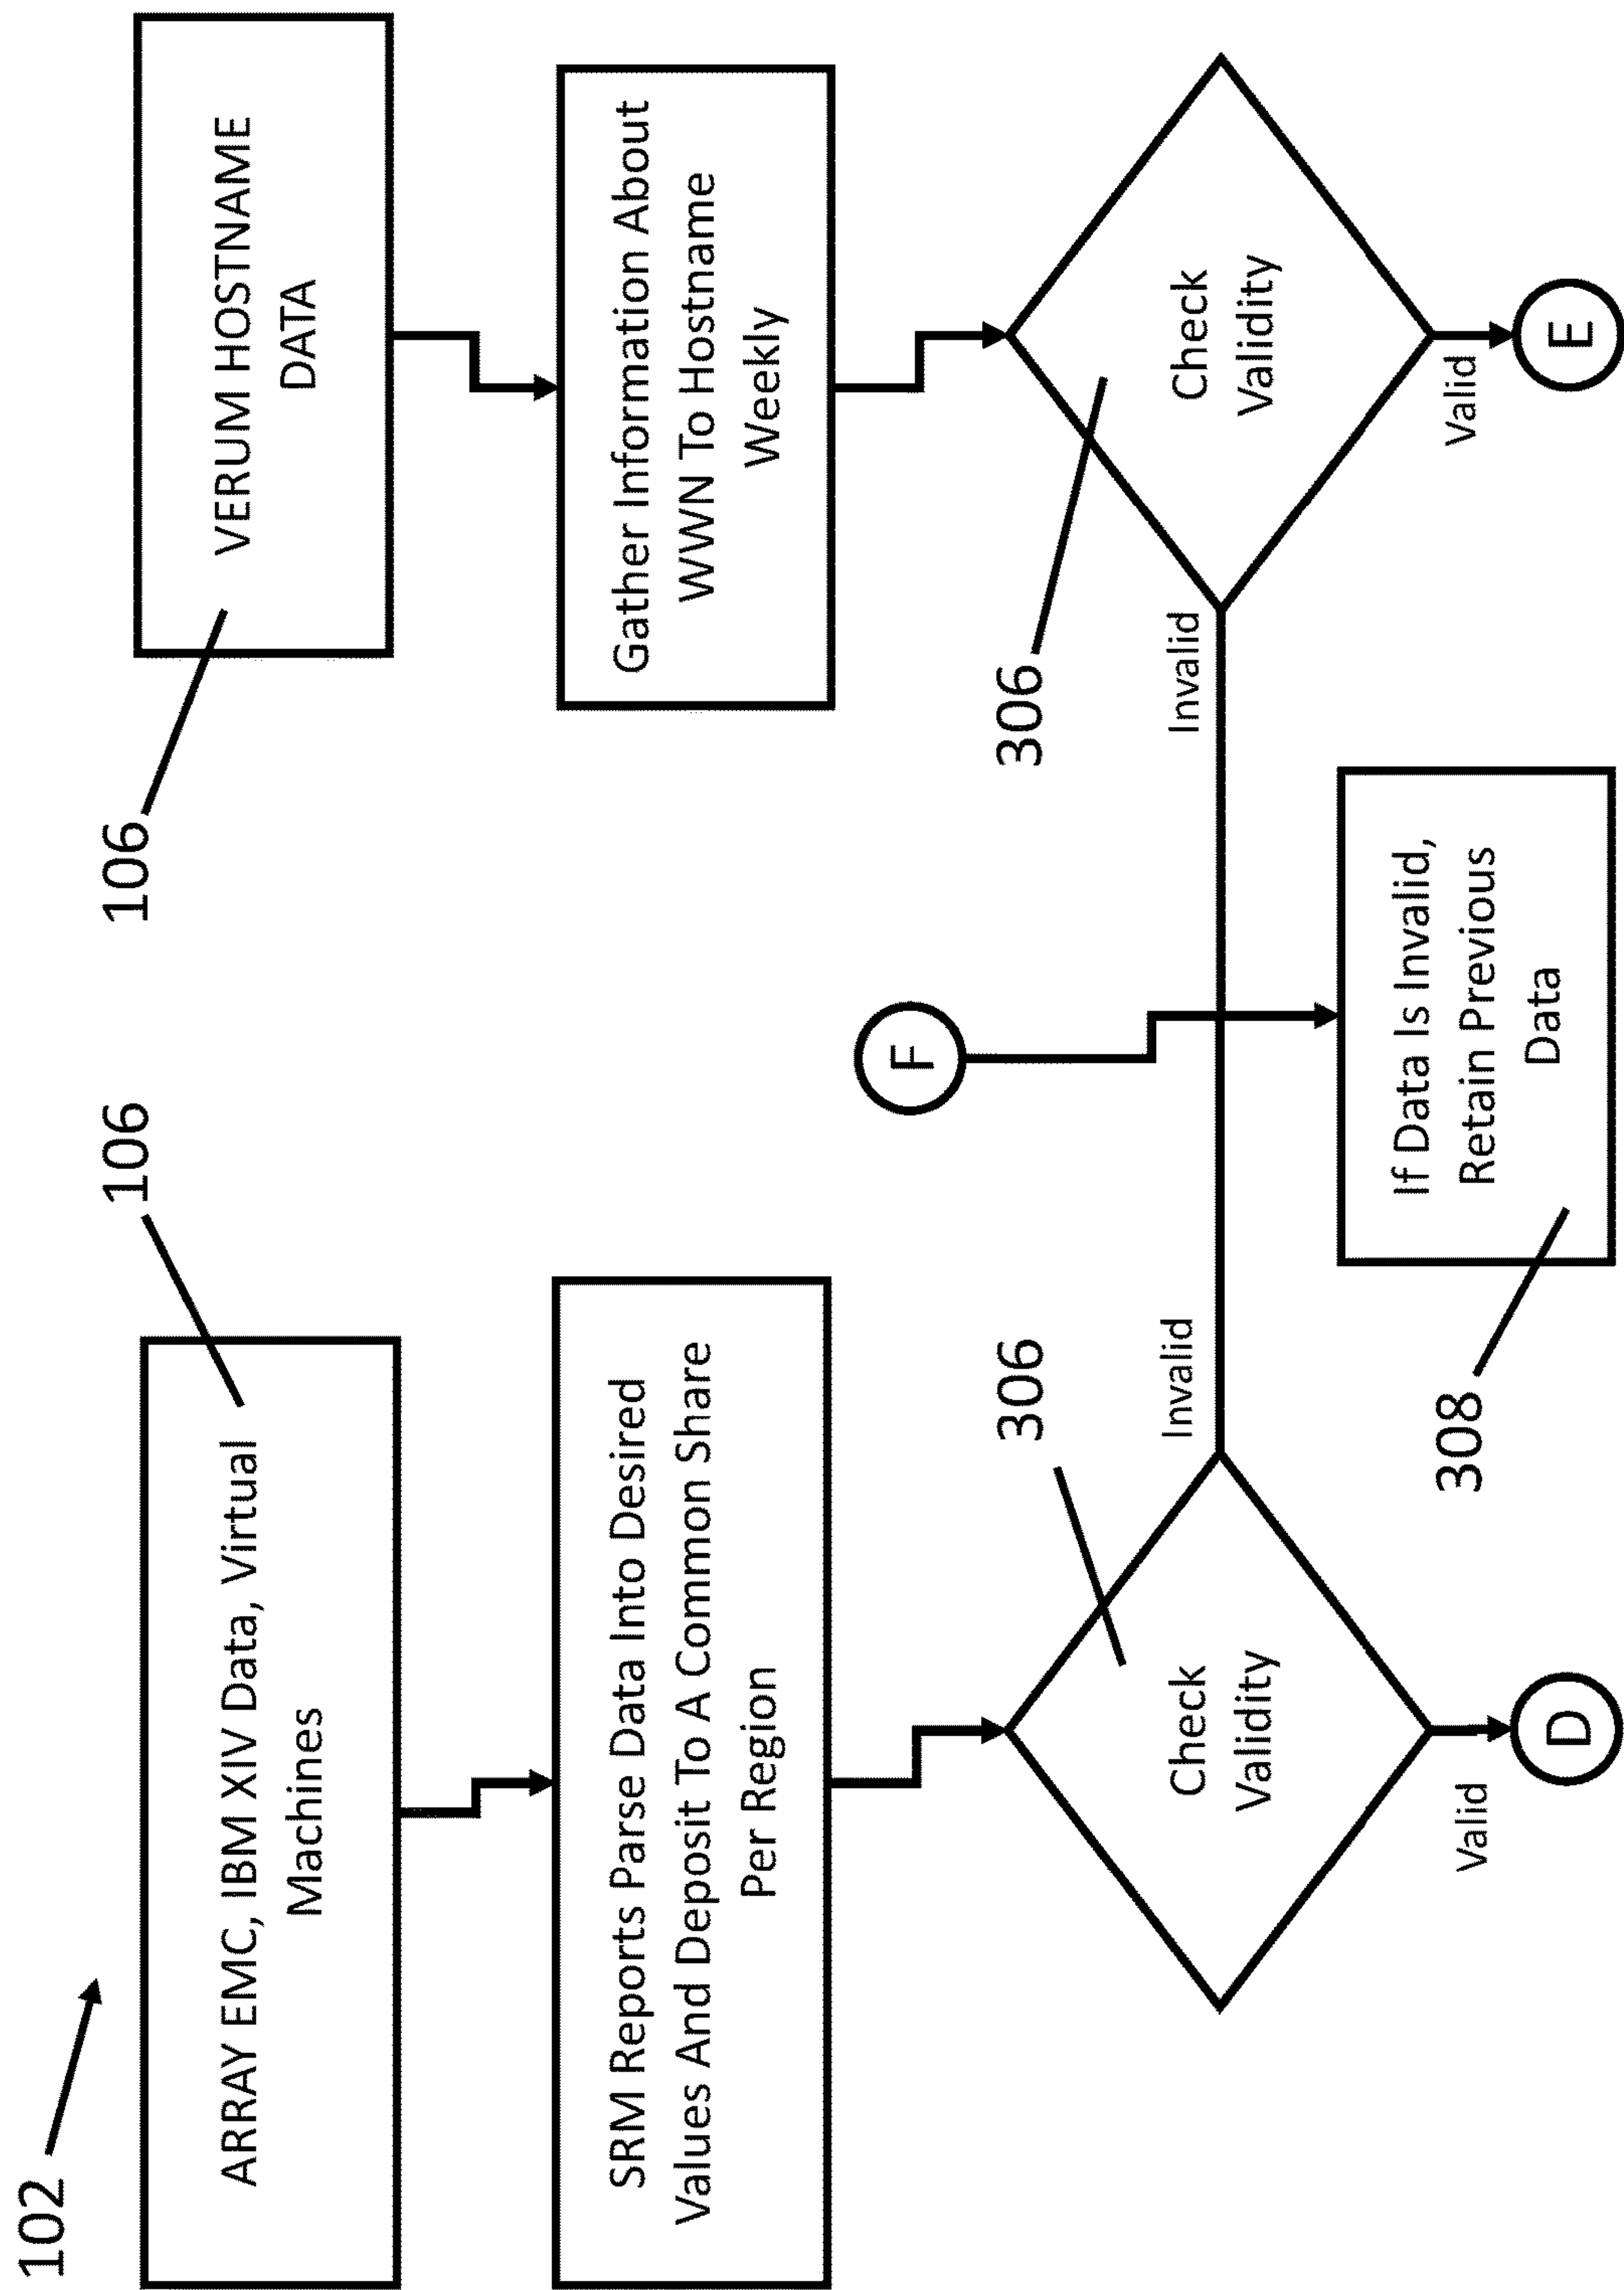 102
106
106
ARRAY EMC, IBM XIV Data, Virtual
Machines
VERUM HOSTNAME
DATA
SRM Reports Parse Data Into Desired
Values And Deposit To A Common Share
Per Region
Gather Information About
WWN To Hostname
Weekly
F
306
306
Check
Validity
Check
Validity
Invalid
Invalid
If Data Is Invalid,
Retain Previous
Data
308
Valid
Valid
D
E